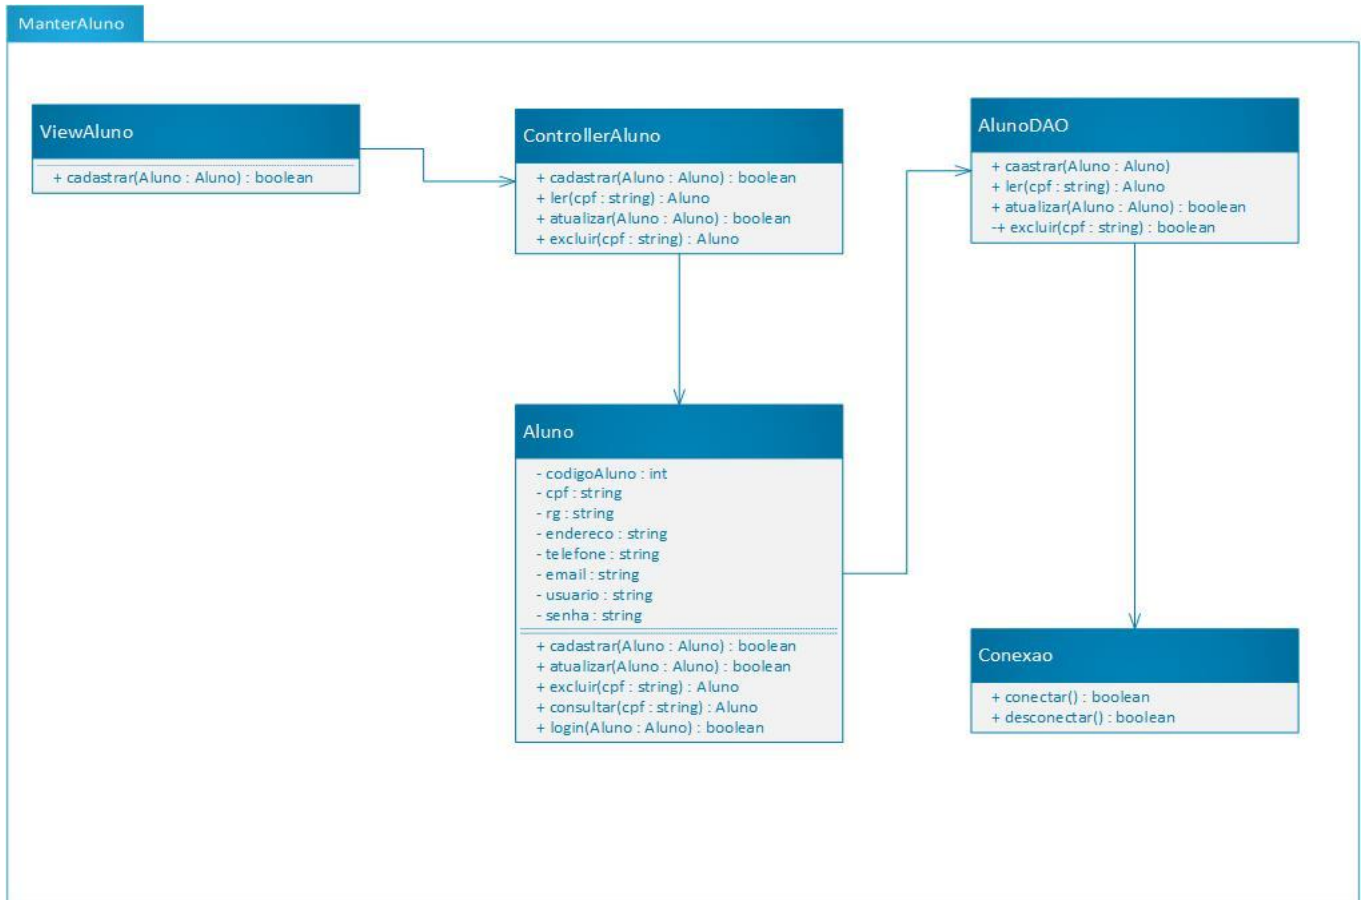 ManterAluno
ViewAluno
+ cadastrar(Aluno : Aluno) : boolean
ControllerAluno
+ cadastrar(Aluno : Aluno) : boolean
+ ler(cpf : string) : Aluno
+ atualizar(Aluno : Aluno) : boolean
+ excluir(cpf : string) : Aluno
AlunoDAO
+ caastrar(Aluno : Aluno)
+ ler(cpf : string) : Aluno
+ atualizar(Aluno : Aluno) : boolean
-+ excluir(cpf : string) : boolean
Aluno
- codigoAluno : int
- cpf : string
- rg : string
- endereco : string
- telefone : string
- email : string
- usuario : string
- senha : string
+ cadastrar(Aluno : Aluno) : boolean
+ atualizar(Aluno : Aluno) : boolean
+ excluir(cpf : string) : Aluno
+ consultar(cpf : string) : Aluno
+ login(Aluno : Aluno) : boolean
Conexao
+ conectar() : boolean
+ desconectar() : boolean